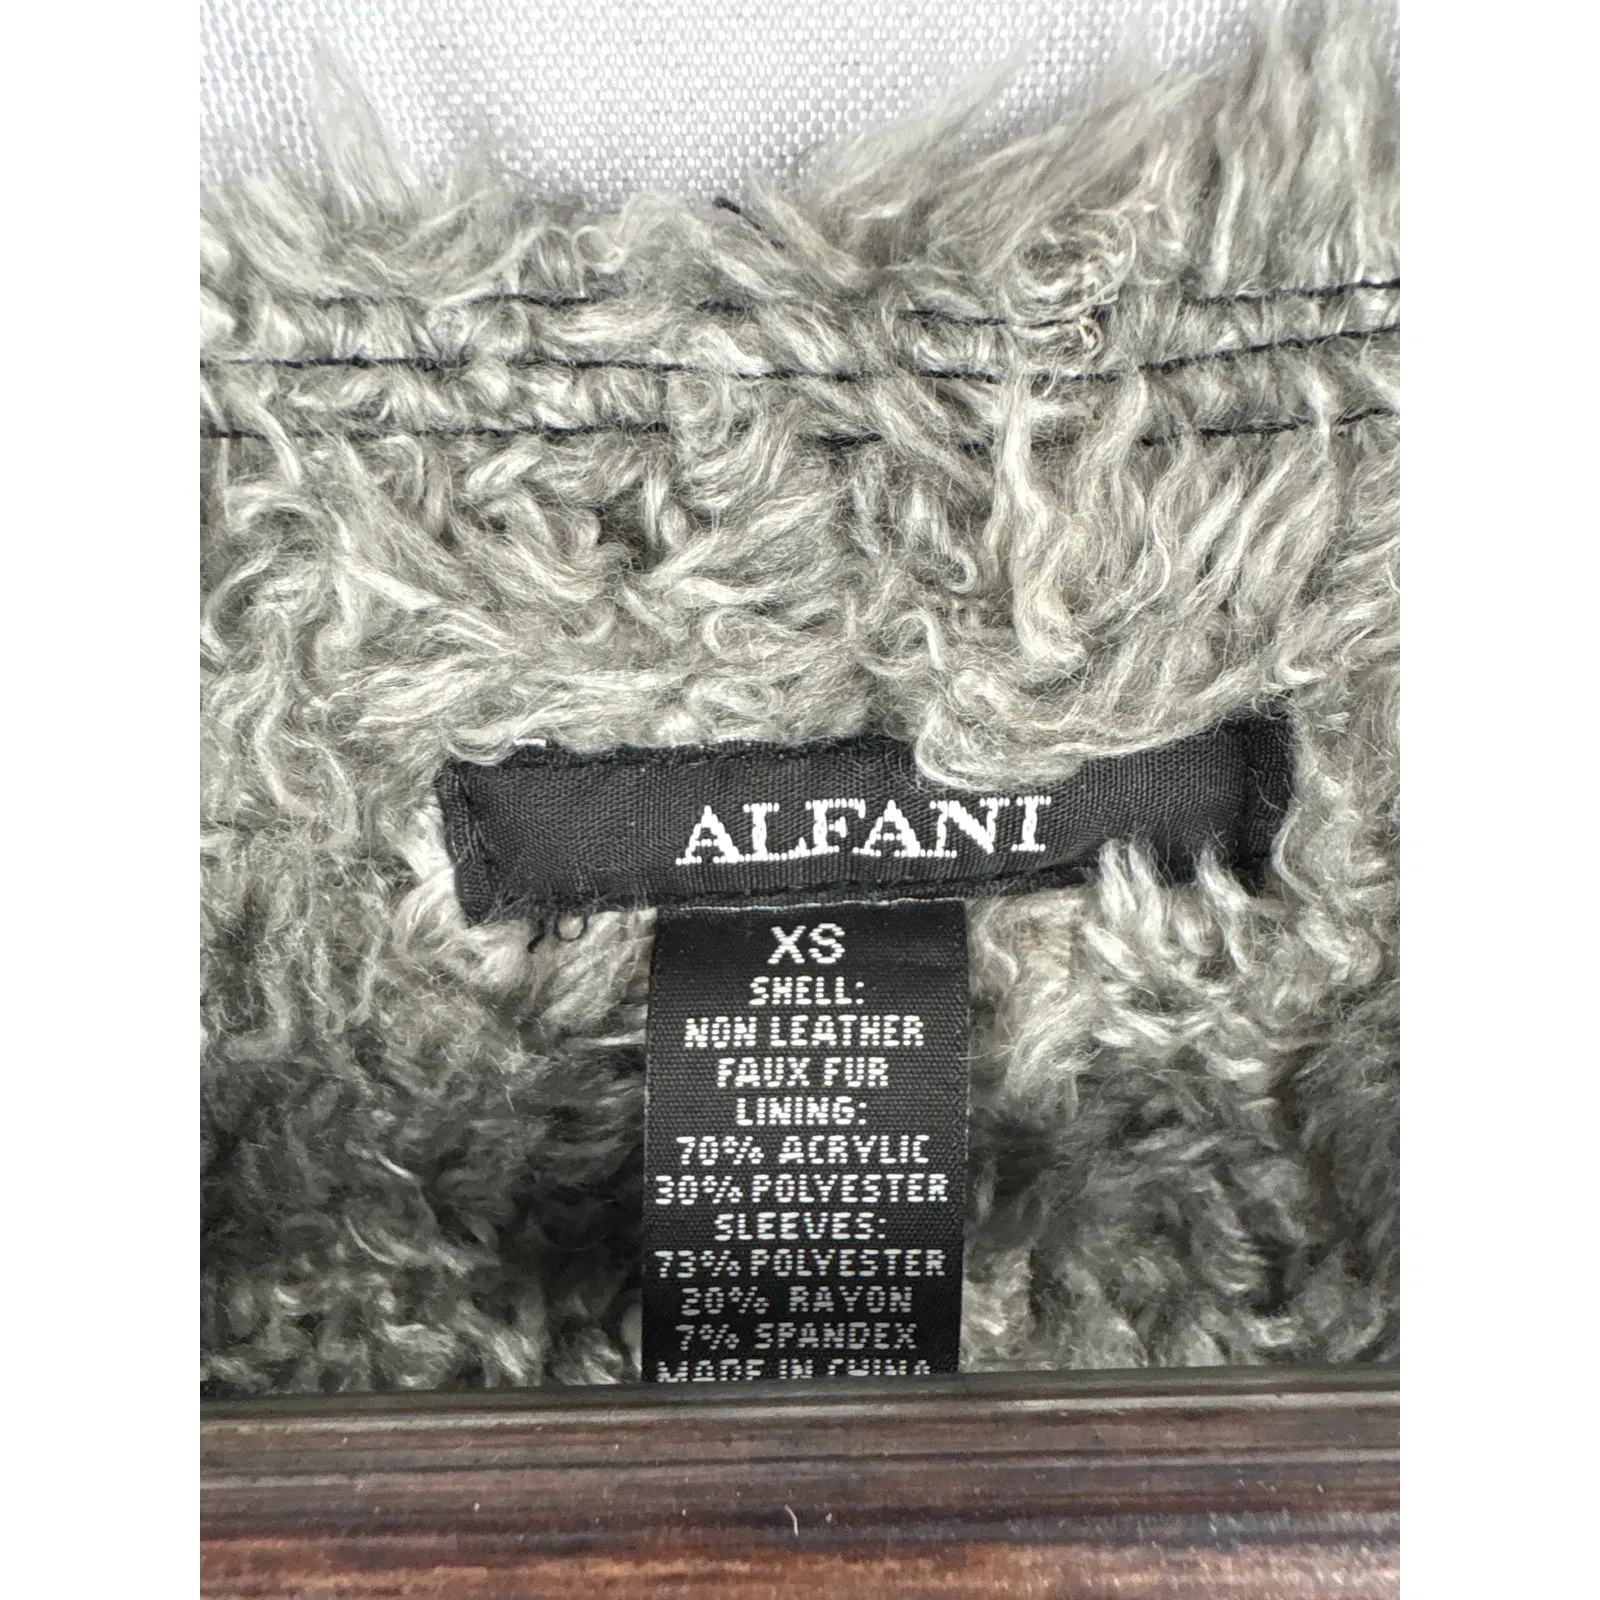 ALFANI
XS
SHELL:
NON LEATHER
FAUX FUR
LINING:
70% ACRYLIC
30% POLYESTER
SLEEVES:
73% POLYESTER
20% RAYON
7% SPANDEX
MADE IN CHINA